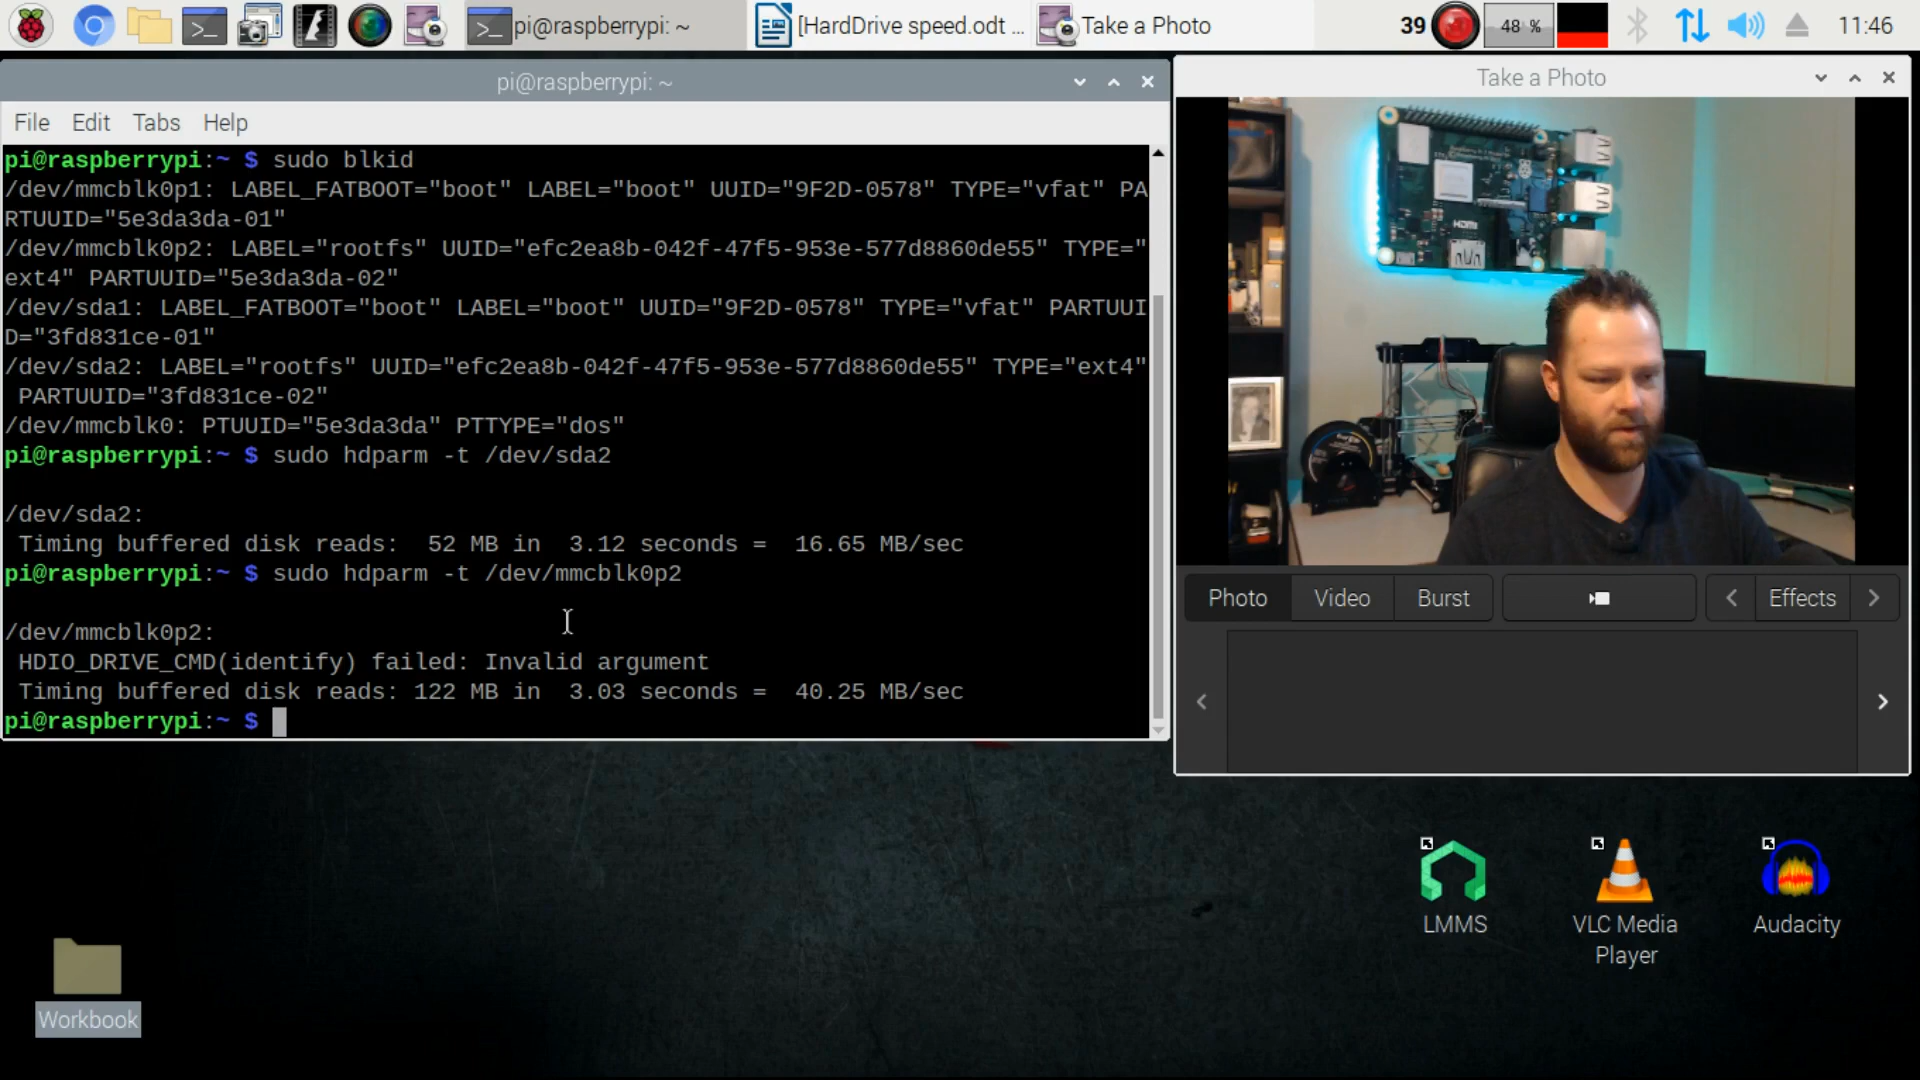 pi@raspberrypi: ~
[HardDrive speed.odt ...
Take a Photo
39
48 %
11:46
pi@raspberrypi: ~
File Edit Tabs Help
pi@raspberrypi:~ $ sudo blkid
/dev/mmcblk0p1: LABEL_FATBOOT="boot" LABEL="boot" UUID="9F2D-0578" TYPE="vfat" PA
RTUUID="5e3da3da-01"
/dev/mmcblk0p2: LABEL="rootfs" UUID="efc2ea8b-042f-47f5-953e-577d8860de55" TYPE="
ext4" PARTUUID="5e3da3da-02"
/dev/sda1: LABEL_FATBOOT="boot" LABEL="boot" UUID="9F2D-0578" TYPE="vfat" PARTUUI
D="3fd831ce-01"
/dev/sda2: LABEL="rootfs" UUID="efc2ea8b-042f-47f5-953e-577d8860de55" TYPE="ext4"
PARTUUID="3fd831ce-02"
/dev/mmcblk0: PTUUID="5e3da3da" PTTYPE="dos"
pi@raspberrypi:~ $ sudo hdparm -t /dev/sda2
/dev/sda2:
Timing buffered disk reads:  52 MB in  3.12 seconds =  16.65 MB/sec
pi@raspberrypi:~ $ sudo hdparm -t /dev/mmcblk0p2
/dev/mmcblk0p2:
HDIO_DRIVE_CMD(identify) failed: Invalid argument
Timing buffered disk reads: 122 MB in  3.03 seconds =  40.25 MB/sec
pi@raspberrypi:~ $
Take a Photo
HDMI
Photo Video Burst Effects
LMMS
VLC Media
Player
Audacity
Workbook